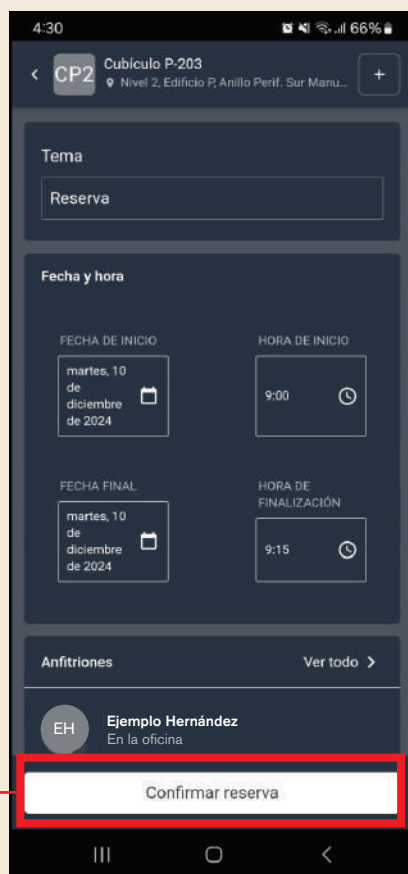 4:30
66%
CP2
Cubículo P-203
Nivel 2, Edificio P, Anillo Perif. Sur Manu...
+
Tema
Reserva
Fecha y hora
FECHA DE INICIO
HORA DE INICIO
martes, 10
de
diciembre
de 2024
9:00
FECHA FINAL
HORA DE
FINALIZACIÓN
martes, 10
de
diciembre
de 2024
9:15
Anfitriones
Ver todo
EH
Ejemplo Hernández
En la oficina
Confirmar reserva